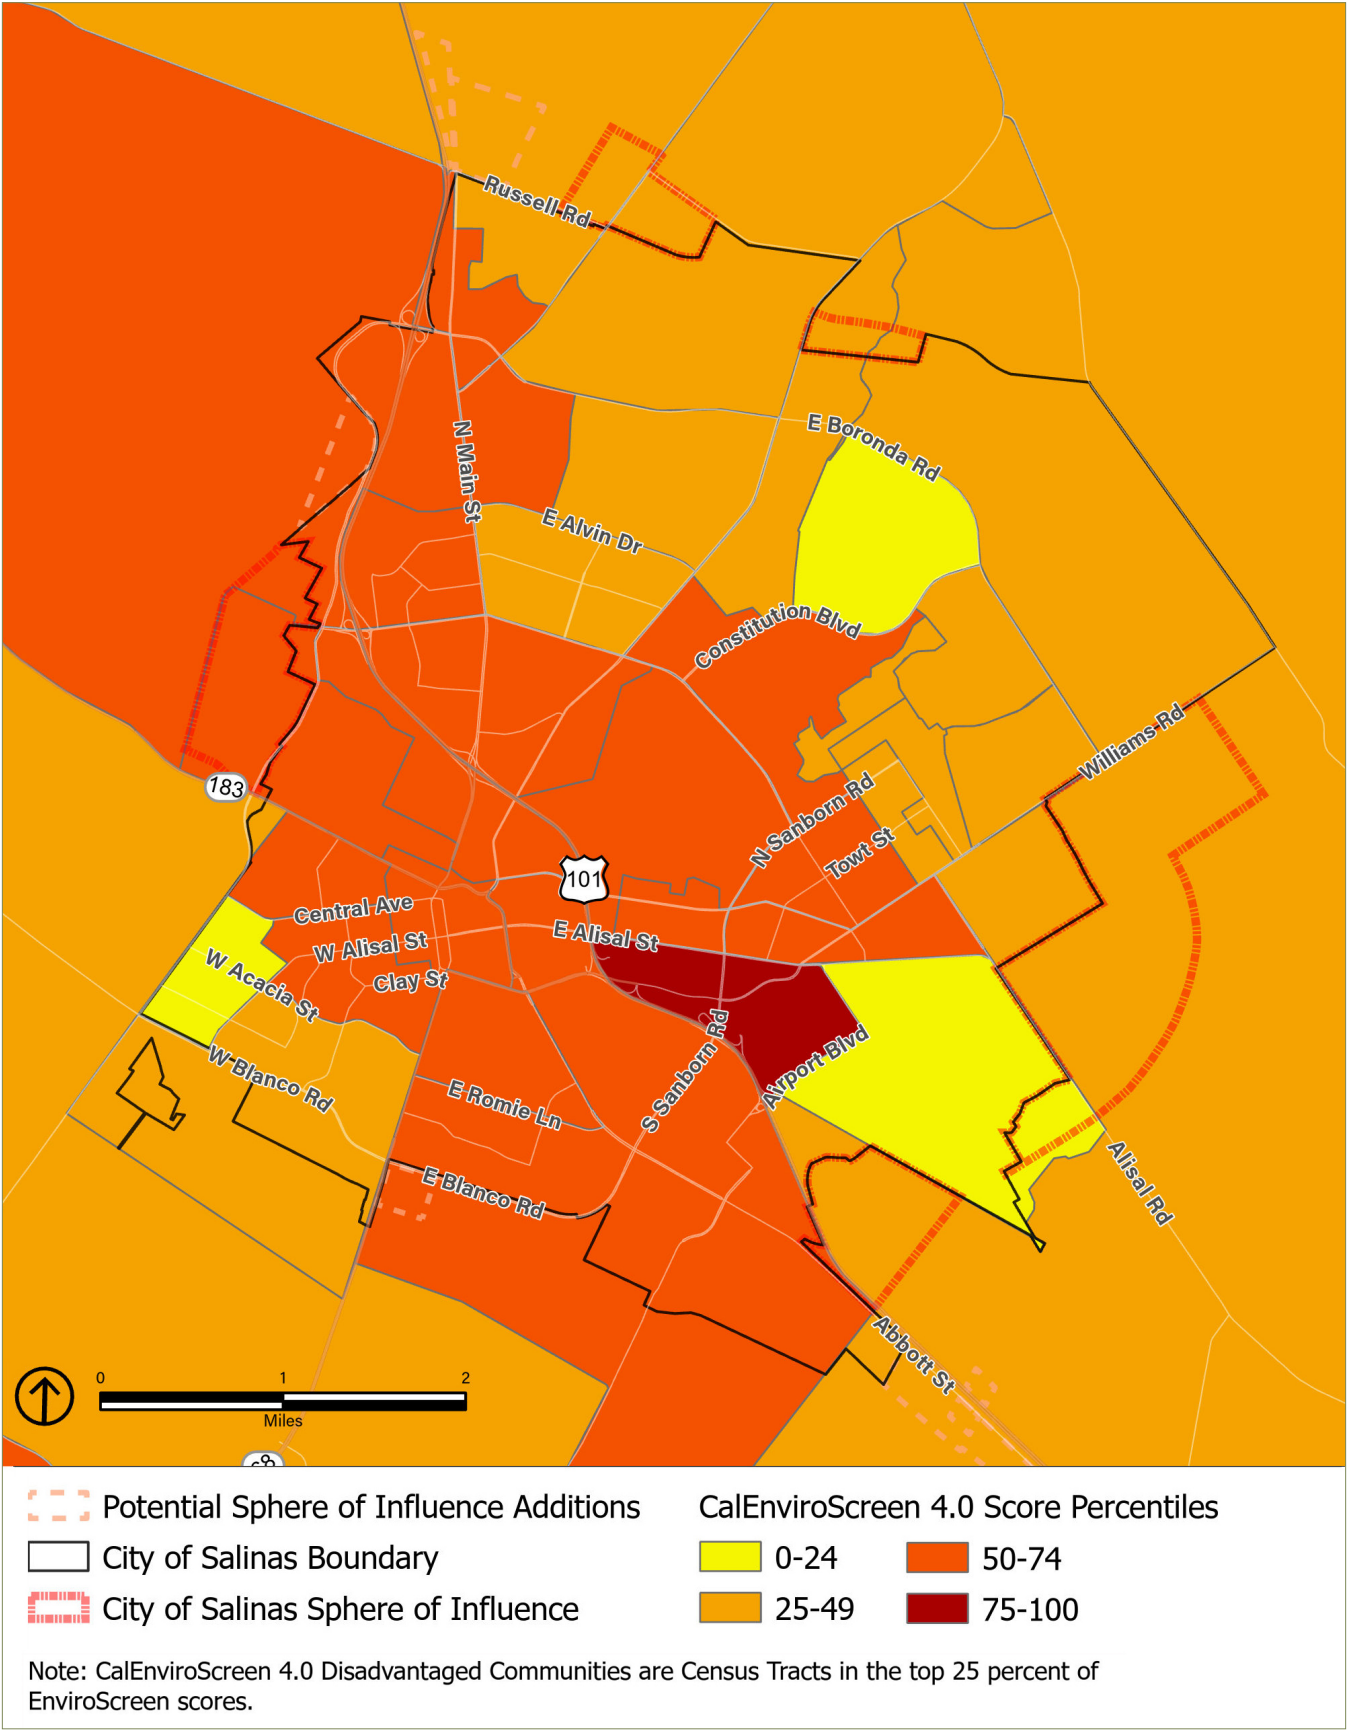 Russell Rd
E Boronda Rd
N Main St
E Alvin Dr
Constitution Blvd
Williams Rd
183
N Sanborn Rd
Towt St
101
Central Ave
E Alisal St
W Alisal St
W Acacia St
Clay St
S Sanborn Rd
Airport Blvd
W Blanco Rd
E Romie Ln
E Blanco Rd
Alisal Rd
Abbott St
0 1 2
Miles
Potential Sphere of Influence Additions
City of Salinas Boundary
City of Salinas Sphere of Influence
CalEnviroScreen 4.0 Score Percentiles
0-24
25-49
50-74
75-100
Note: CalEnviroScreen 4.0 Disadvantaged Communities are Census Tracts in the top 25 percent of
EnviroScreen scores.